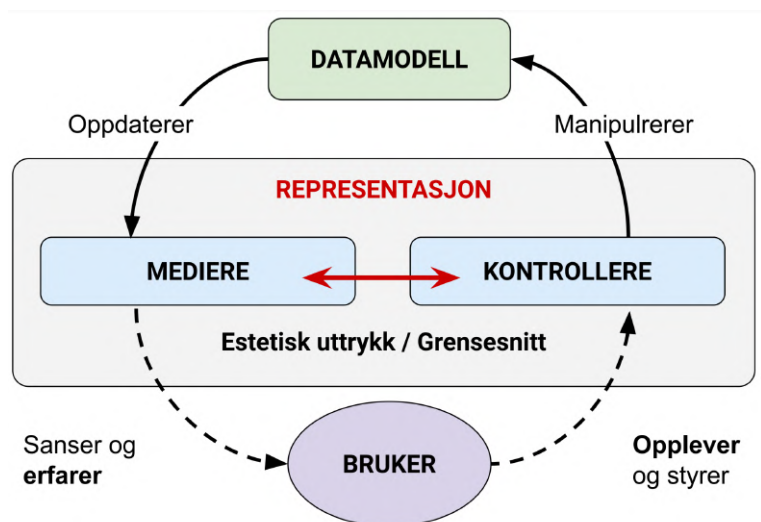 DATAMODELL
Oppdaterer
Manipulrerer
REPRESENTASJON
MEDIERE
KONTROLLERE
Estetisk uttrykk / Grensesnitt
Sanser og
erfarer
BRUKER
Opplever
og styrer